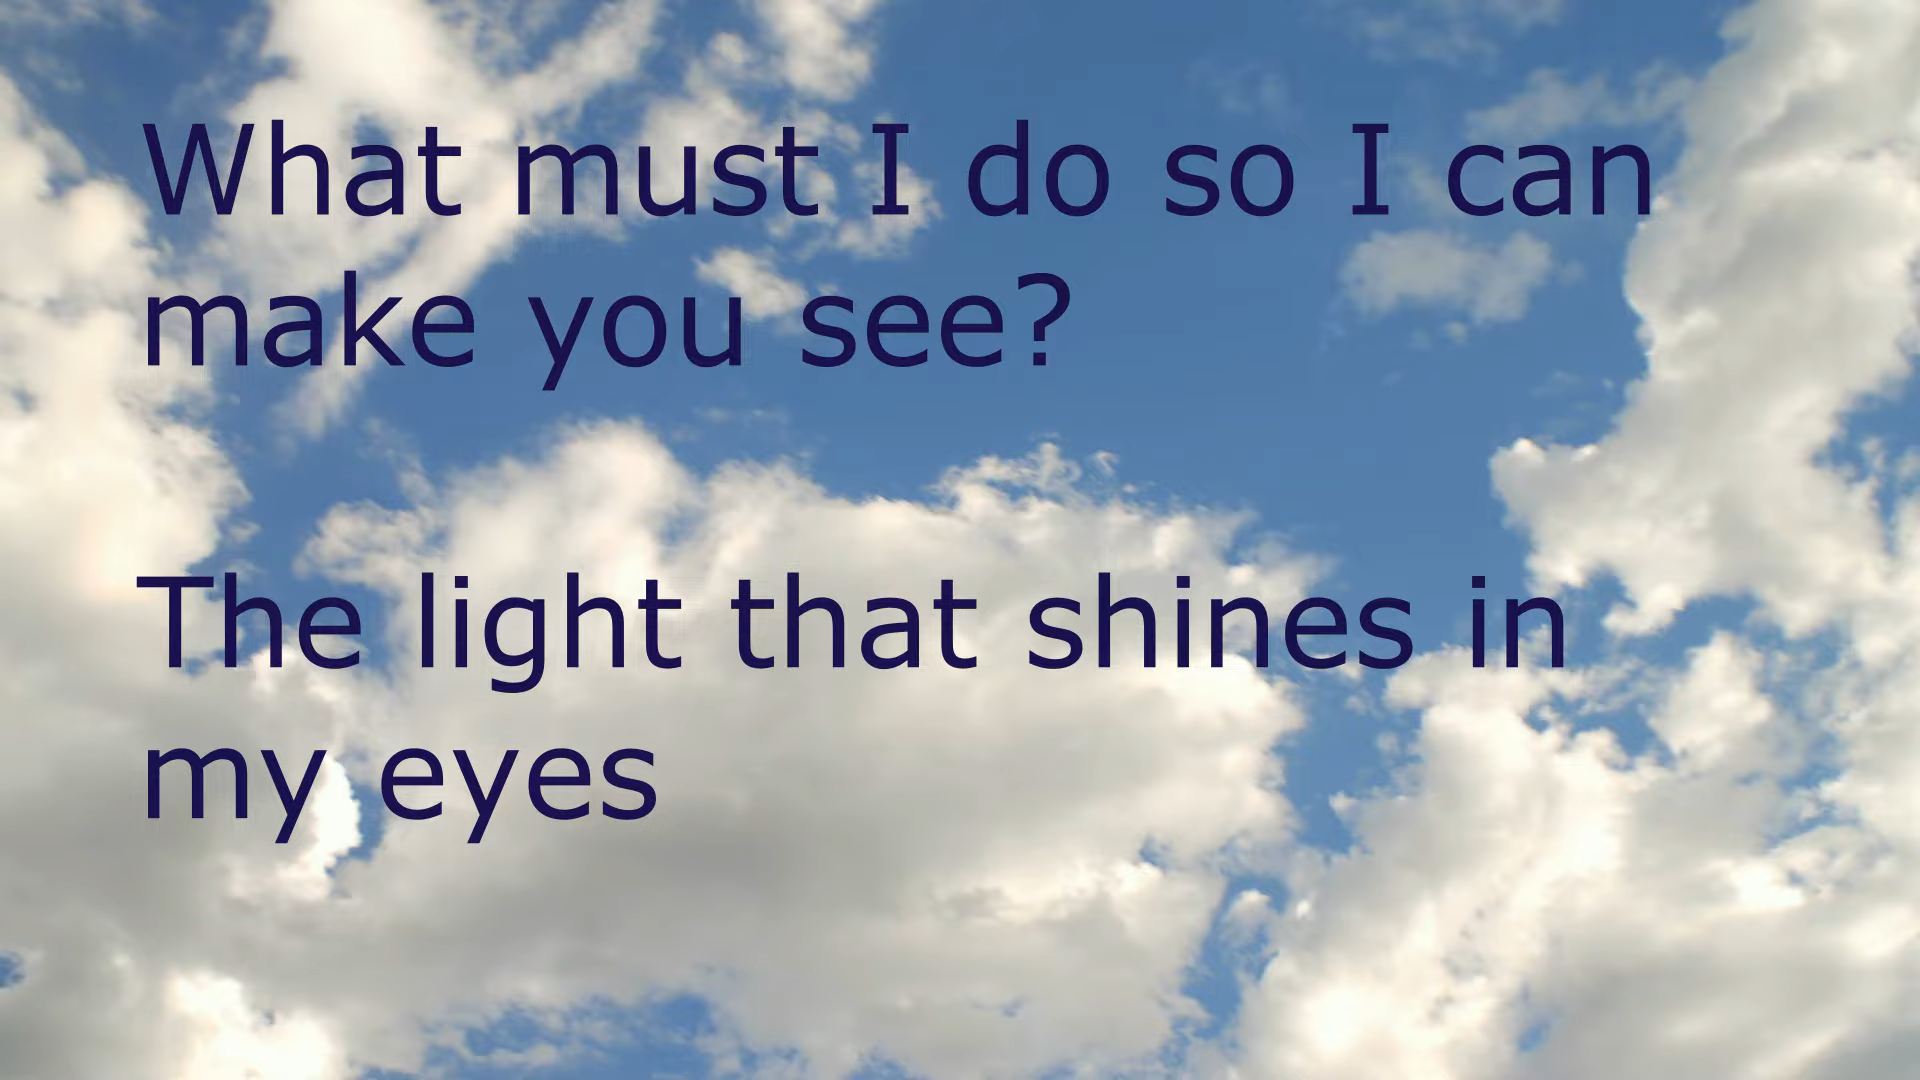 What must I do so I can
make you see?
The light that shines in
my eyes